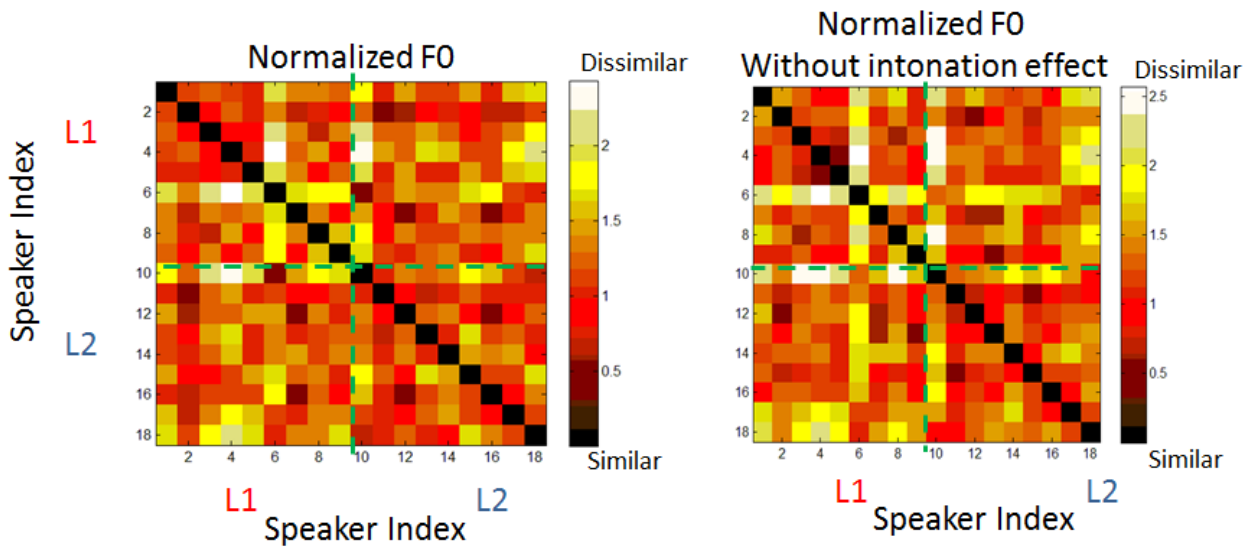 Normalized F0
Dissimilar
2
4
6
8
10
12
14
16
18
2 4 6 8 10 12 14 16 18
2
1.5
1
0.5
Similar
L1
L2
Speaker Index
L1 L2
Speaker Index
Normalized F0
Without intonation effect
Dissimilar
2
4
6
8
10
12
14
16
18
2 4 6 8 10 12 14 16 18
2.5
2
1.5
1
0.5
Similar
L1 L2
Speaker Index